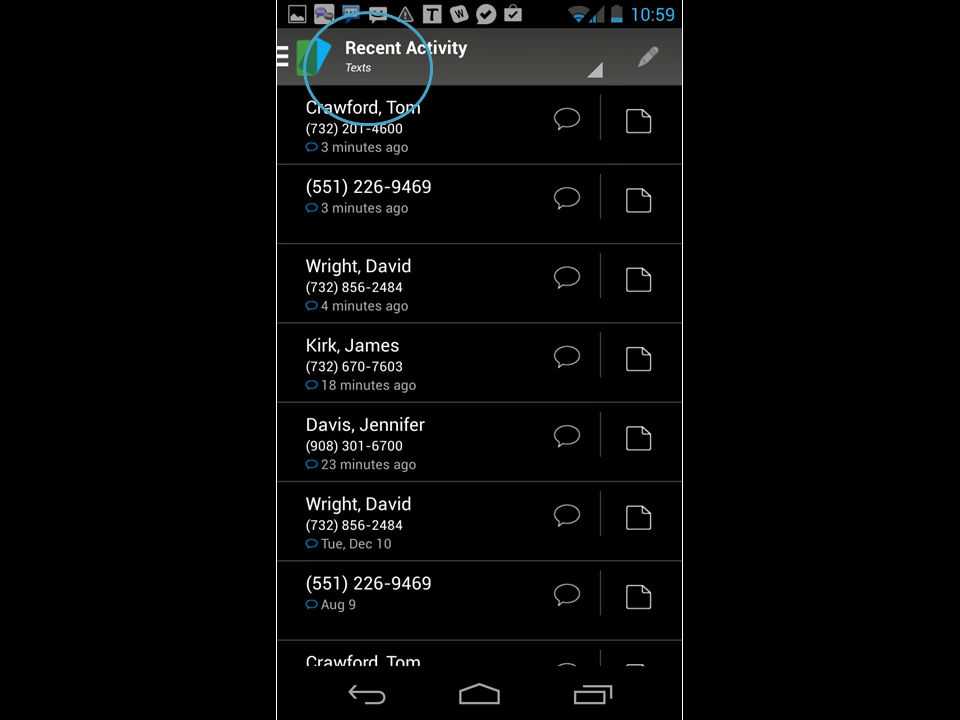 10:59
Recent Activity
Texts
Crawford, Tom
(732) 201-4600
3 minutes ago
(551) 226-9469
3 minutes ago
Wright, David
(732) 856-2484
4 minutes ago
Kirk, James
(732) 670-7603
18 minutes ago
Davis, Jennifer
(908) 301-6700
23 minutes ago
Wright, David
(732) 856-2484
Tue, Dec 10
(551) 226-9469
Aug 9
Crawford, Tom